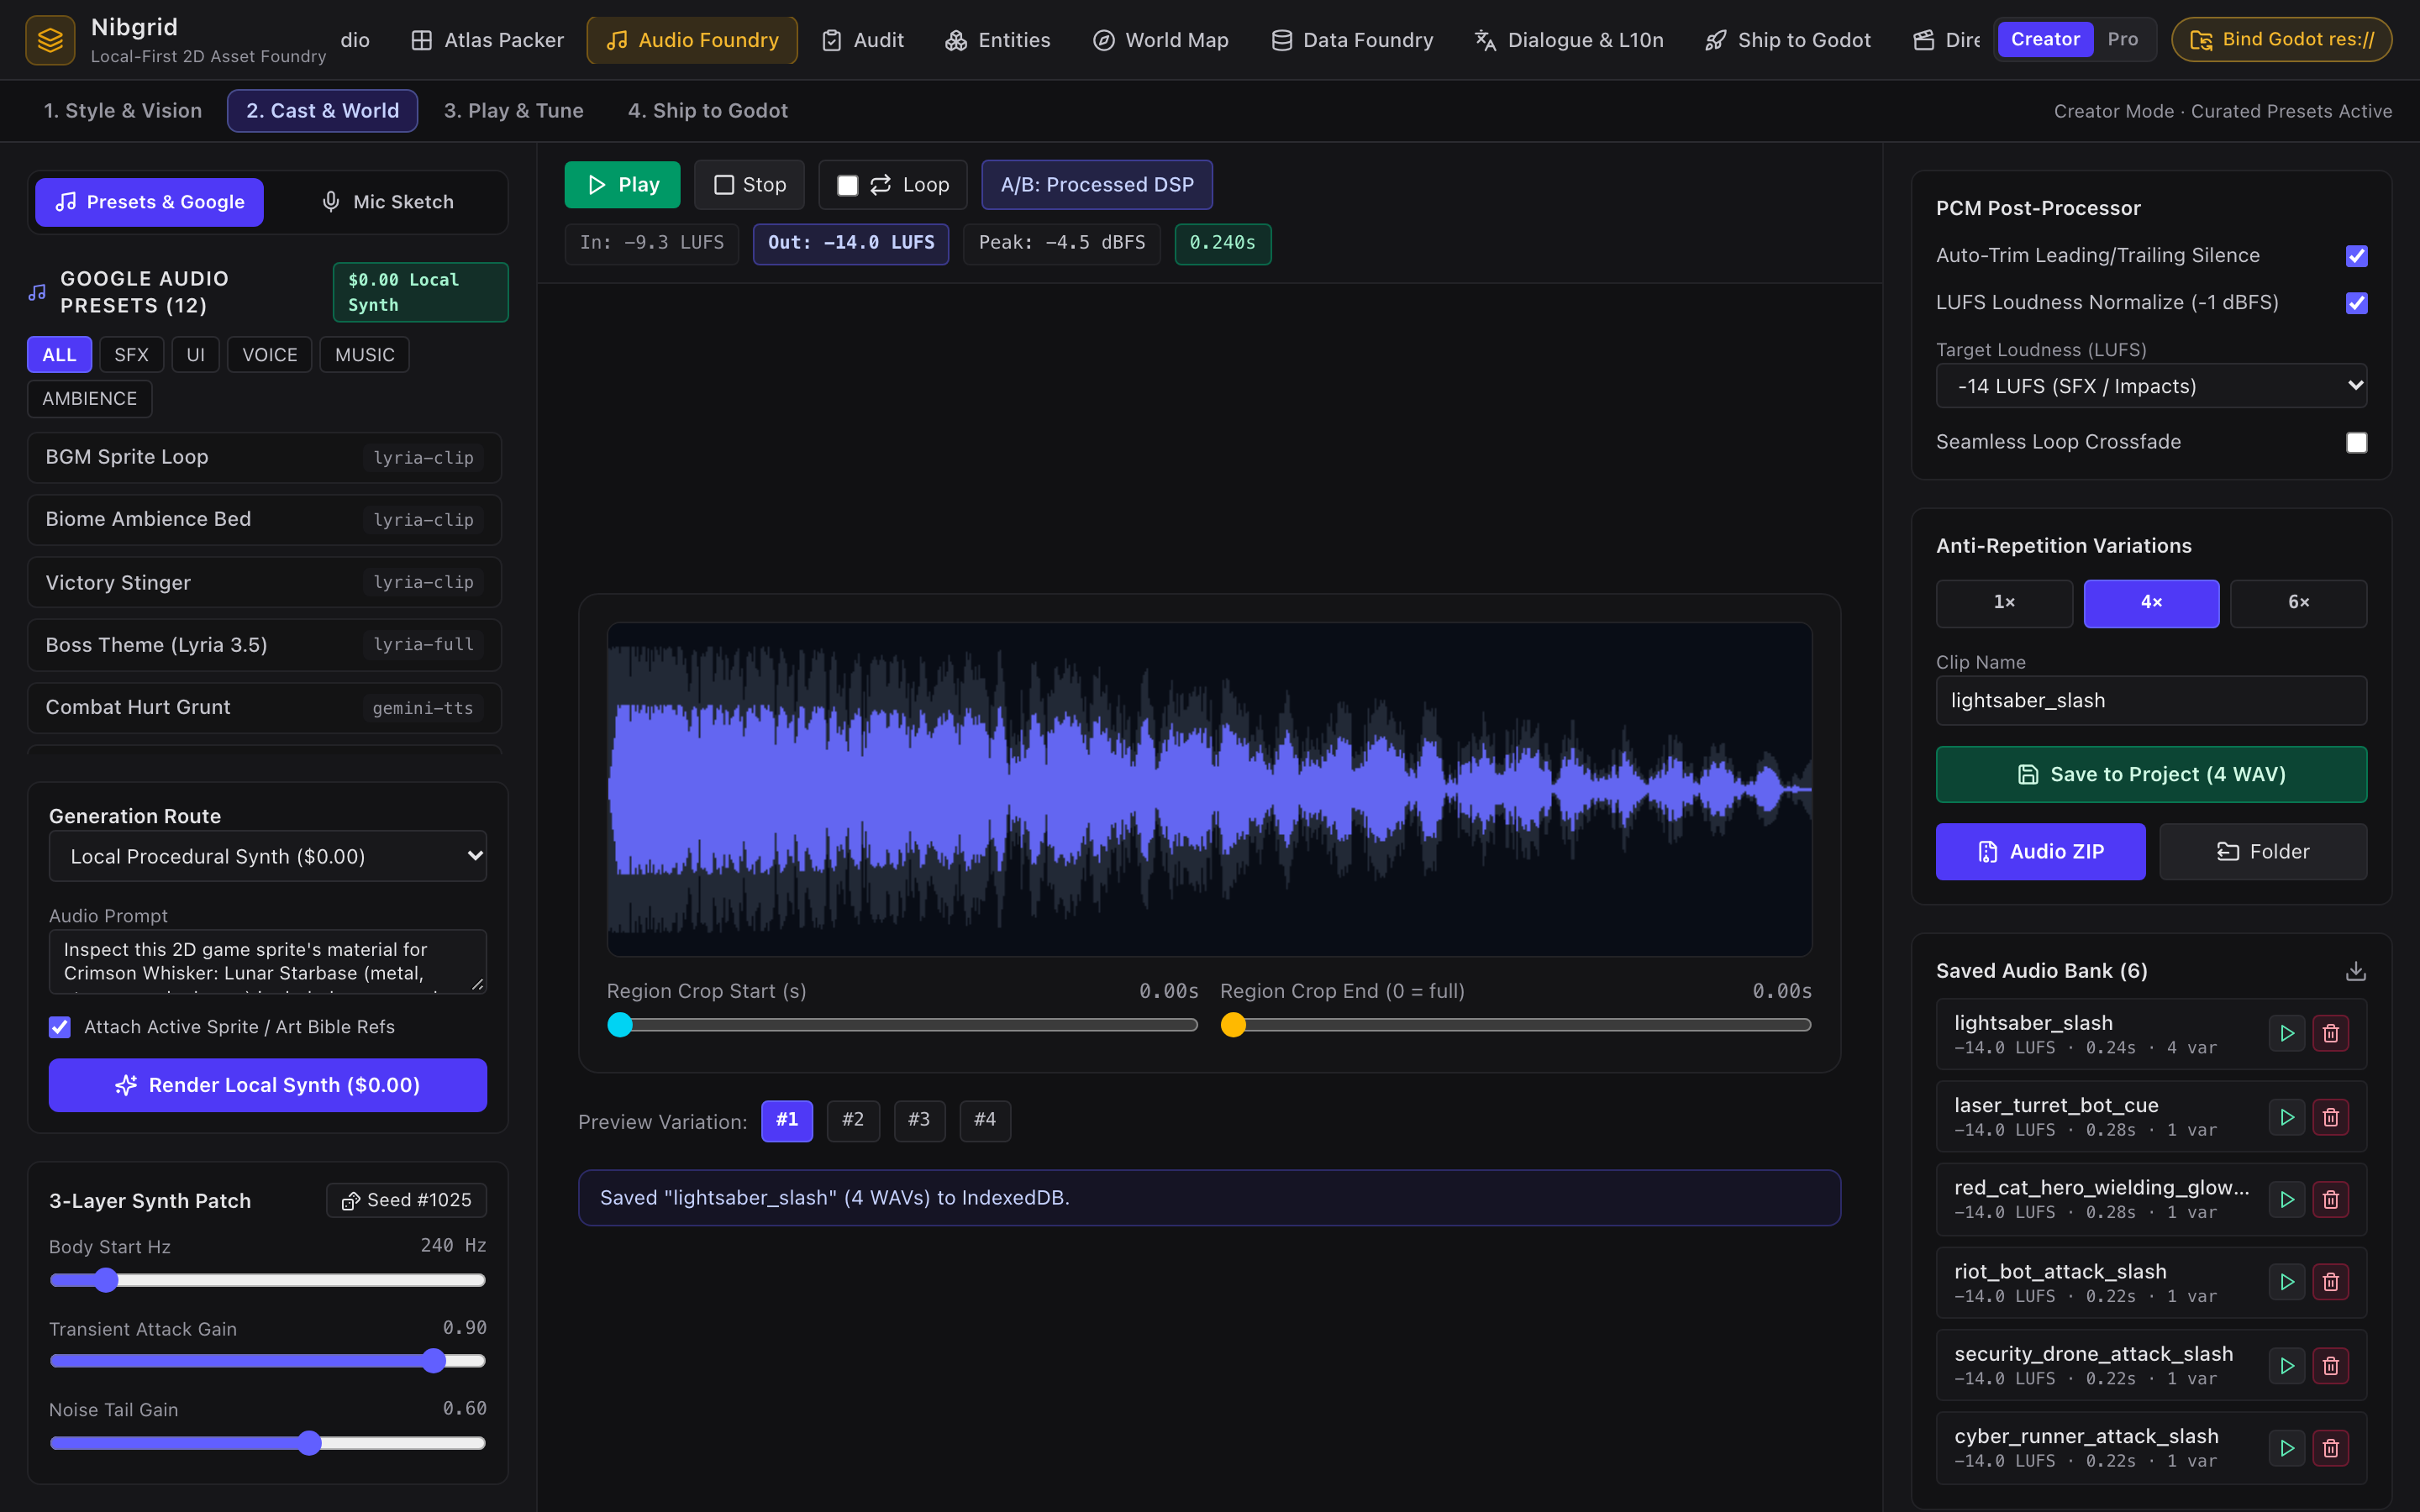 Nibgrid
Local-First 2D Asset Foundry
dio
Atlas Packer
Audio Foundry
Audit
Entities
World Map
Data Foundry
Dialogue & L10n
Ship to Godot
Dire
Creator
Pro
Bind Godot res://
1. Style & Vision
2. Cast & World
3. Play & Tune
4. Ship to Godot
Creator Mode · Curated Presets Active
Presets & Google
Mic Sketch
GOOGLE AUDIO
PRESETS (12)
$0.00 Local
Synth
ALL
SFX
UI
VOICE
MUSIC
AMBIENCE
BGM Sprite Loop
lyria-clip
Biome Ambience Bed
lyria-clip
Victory Stinger
lyria-clip
Boss Theme (Lyria 3.5)
lyria-full
Combat Hurt Grunt
gemini-tts
Generation Route
Local Procedural Synth ($0.00)
Audio Prompt
Inspect this 2D game sprite's material for
Crimson Whisker: Lunar Starbase (metal,
Attach Active Sprite / Art Bible Refs
Render Local Synth ($0.00)
3-Layer Synth Patch
Seed #1025
Body Start Hz
240 Hz
Transient Attack Gain
0.90
Noise Tail Gain
0.60
Play
Stop
Loop
A/B: Processed DSP
In: -9.3 LUFS
Out: -14.0 LUFS
Peak: -4.5 dBFS
0.240s
Region Crop Start (s)
0.00s
Region Crop End (0 = full)
0.00s
Preview Variation:
#1
#2
#3
#4
Saved "lightsaber_slash" (4 WAVs) to IndexedDB.
PCM Post-Processor
Auto-Trim Leading/Trailing Silence
LUFS Loudness Normalize (-1 dBFS)
Target Loudness (LUFS)
-14 LUFS (SFX / Impacts)
Seamless Loop Crossfade
Anti-Repetition Variations
1×
4×
6×
Clip Name
lightsaber_slash
Save to Project (4 WAV)
Audio ZIP
Folder
Saved Audio Bank (6)
lightsaber_slash
-14.0 LUFS · 0.24s · 4 var
laser_turret_bot_cue
-14.0 LUFS · 0.28s · 1 var
red_cat_hero_wielding_glow...
-14.0 LUFS · 0.28s · 1 var
riot_bot_attack_slash
-14.0 LUFS · 0.22s · 1 var
security_drone_attack_slash
-14.0 LUFS · 0.22s · 1 var
cyber_runner_attack_slash
-14.0 LUFS · 0.22s · 1 var